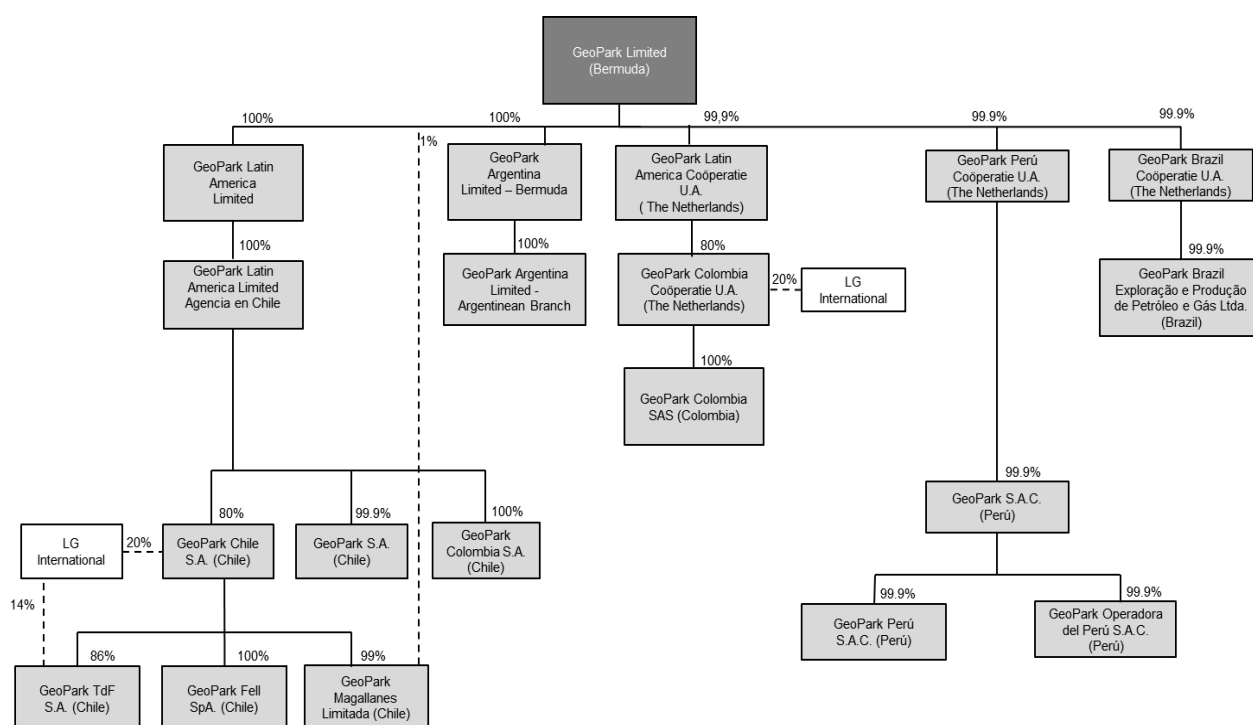 GeoPark Limited
(Bermuda)
100%
100%
99,9%
99.9%
99.9%
1%
GeoPark Latin
America
Limited
GeoPark
Argentina
Limited – Bermuda
GeoPark Latin
America Coöperatie
U.A.
( The Netherlands)
GeoPark Perú
Coöperatie U.A.
(The Netherlands)
GeoPark Brazil
Coöperatie U.A.
(The Netherlands)
100%
100%
80%
99.9%
GeoPark Latin
America Limited
Agencia en Chile
GeoPark Argentina
Limited -
Argentinean Branch
GeoPark Colombia
Coöperatie U.A.
(The Netherlands)
20%
LG
International
GeoPark Brazil
Exploração e Produção
de Petróleo e Gás Ltda.
(Brazil)
100%
GeoPark Colombia
SAS (Colombia)
99.9%
GeoPark S.A.C.
(Perú)
80%
99.9%
100%
LG
International
20%
GeoPark Chile
S.A. (Chile)
GeoPark S.A.
(Chile)
GeoPark
Colombia S.A.
(Chile)
14%
99.9%
99.9%
GeoPark Perú
S.A.C. (Perú)
GeoPark Operadora
del Perú S.A.C.
(Perú)
86%
100%
99%
GeoPark TdF
S.A. (Chile)
GeoPark Fell
SpA. (Chile)
GeoPark
Magallanes
Limitada (Chile)